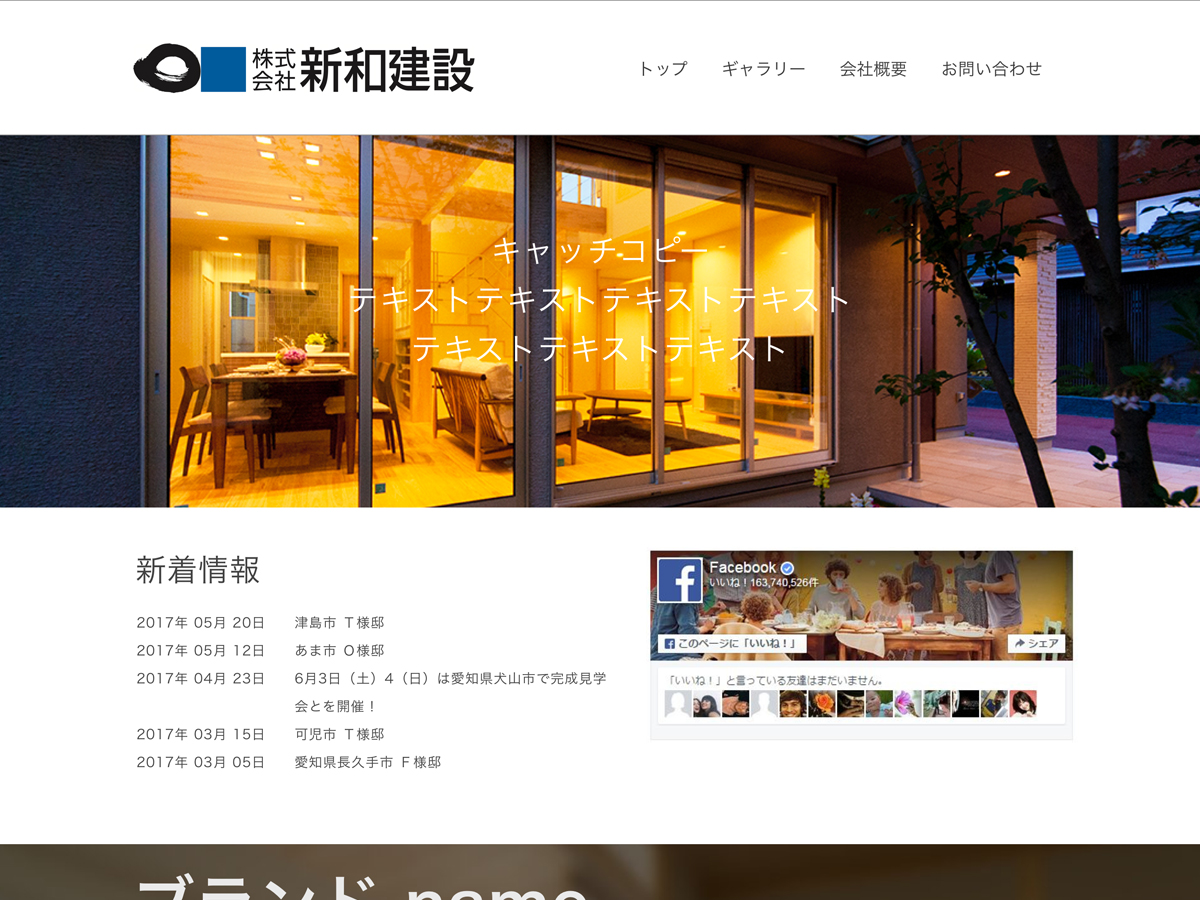 株式
会社 新和建設
トップ ギャラリー 会社概要 お問い合わせ
キャッチコピー
テキストテキストテキストテキスト
テキストテキストテキスト
新着情報
2017年 05月 20日 津島市 Ｔ様邸
2017年 05月 12日 あま市 Ｏ様邸
2017年 04月 23日 6月3日（土）4（日）は愛知県犬山市で完成見学
会とを開催！
2017年 03月 15日 可児市 Ｔ様邸
2017年 03月 05日 愛知県長久手市 Ｆ様邸
f
Facebook
いいね！163,740,526件
f このページに「いいね！」
シェア
「いいね！」と言っている友達はまだいません。
ブランド name